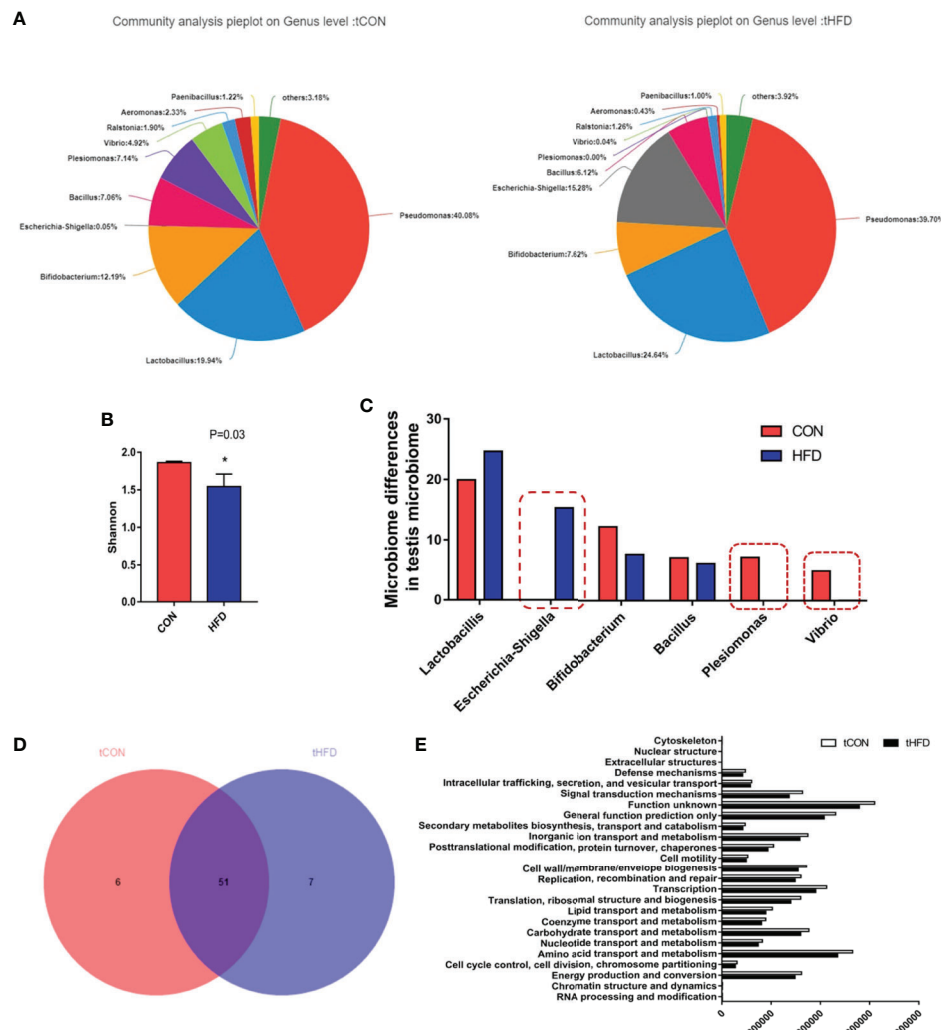 A
Community analysis pieplot on Genus level :tCON
Community analysis pieplot on Genus level :tHFD
Paenibacillus:1.22%
others:3.18%
Aeromonas:2.33%
Ralstonia:1.90%
Vibrio:4.92%
Plesiomonas:7.14%
Bacillus:7.06%
Escherichia-Shigella:0.05%
Bifidobacterium:12.19%
Lactobacillus:19.94%
Pseudomonas:40.08%
Paenibacillus:1.00%
others:3.92%
Aeromonas:0.43%
Ralstonia:1.26%
Vibrio:0.04%
Plesiomonas:0.00%
Bacillus:6.12%
Escherichia-Shigella:15.28%
Bifidobacterium:7.62%
Lactobacillus:24.64%
Pseudomonas:39.70%
B
P=0.03
*
2.0
1.5
1.0
0.5
0.0
Shannon
CON
HFD
C
Microbiome differences
in testis microbiome
30
20
10
0
CON
HFD
Lactobacillis
Escherichia-Shigella
Bifidobacterium
Bacillus
Plesiomonas
Vibrio
D
tCON
tHFD
6
51
7
E
tCON
tHFD
Cytoskeleton
Nuclear structure
Extracellular structures
Defense mechanisms
Intracellular trafficking, secretion, and vesicular transport
Signal transduction mechanisms
Function unknown
General function prediction only
Secondary metabolites biosynthesis, transport and catabolism
Inorganic ion transport and metabolism
Posttranslational modification, protein turnover, chaperones
Cell motility
Cell wall/membrane/envelope biogenesis
Replication, recombination and repair
Transcription
Translation, ribosomal structure and biogenesis
Lipid transport and metabolism
Coenzyme transport and metabolism
Carbohydrate transport and metabolism
Nucleotide transport and metabolism
Amino acid transport and metabolism
Cell cycle control, cell division, chromosome partitioning
Energy production and conversion
Chromatin structure and dynamics
RNA processing and modification
0